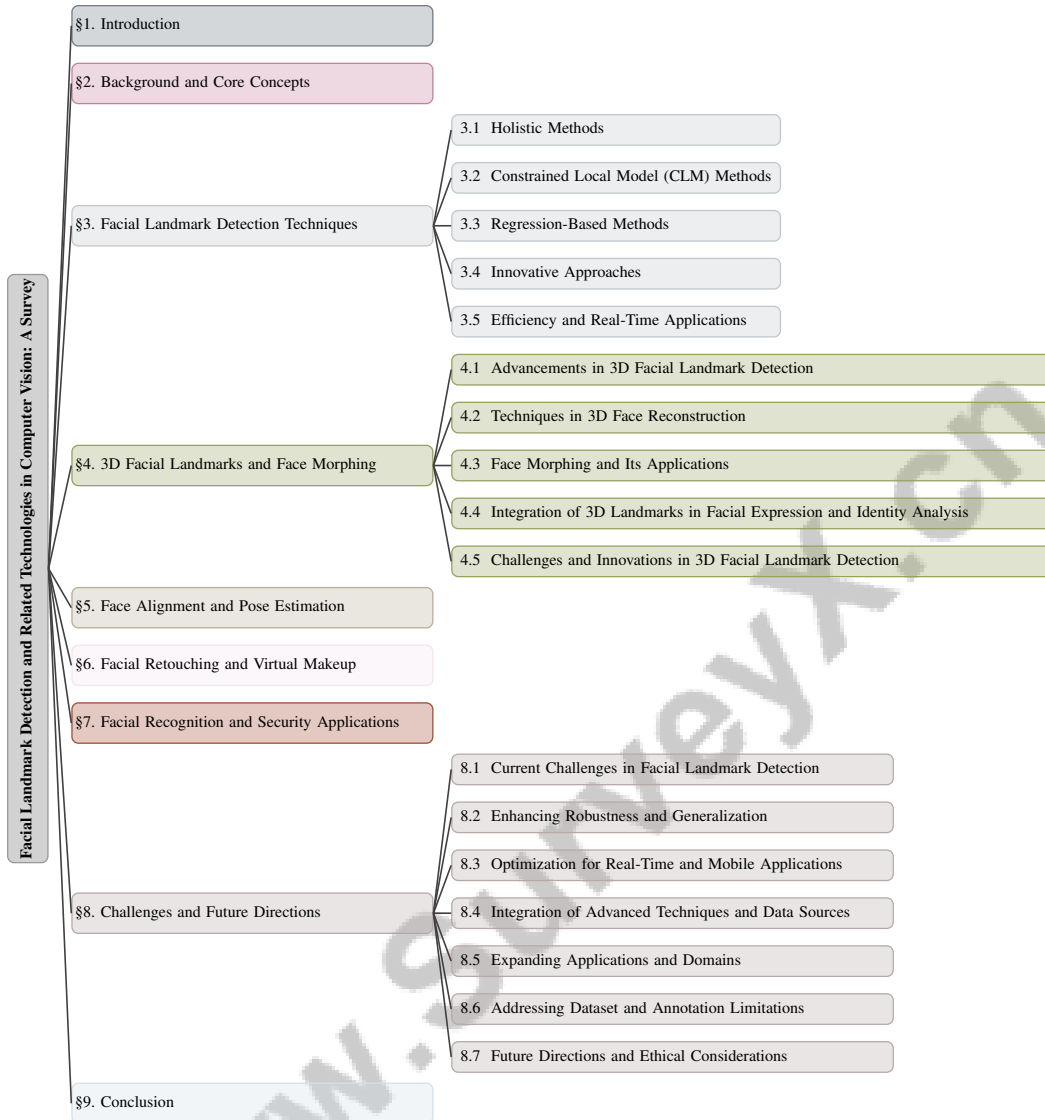 Facial Landmark Detection and Related Technologies in Computer Vision: A Survey
§1. Introduction
§2. Background and Core Concepts
§3. Facial Landmark Detection Techniques
3.1 Holistic Methods
3.2 Constrained Local Model (CLM) Methods
3.3 Regression-Based Methods
3.4 Innovative Approaches
3.5 Efficiency and Real-Time Applications
§4. 3D Facial Landmarks and Face Morphing
4.1 Advancements in 3D Facial Landmark Detection
4.2 Techniques in 3D Face Reconstruction
4.3 Face Morphing and Its Applications
4.4 Integration of 3D Landmarks in Facial Expression and Identity Analysis
4.5 Challenges and Innovations in 3D Facial Landmark Detection
§5. Face Alignment and Pose Estimation
§6. Facial Retouching and Virtual Makeup
§7. Facial Recognition and Security Applications
§8. Challenges and Future Directions
8.1 Current Challenges in Facial Landmark Detection
8.2 Enhancing Robustness and Generalization
8.3 Optimization for Real-Time and Mobile Applications
8.4 Integration of Advanced Techniques and Data Sources
8.5 Expanding Applications and Domains
8.6 Addressing Dataset and Annotation Limitations
8.7 Future Directions and Ethical Considerations
§9. Conclusion
www.surveyx.cn